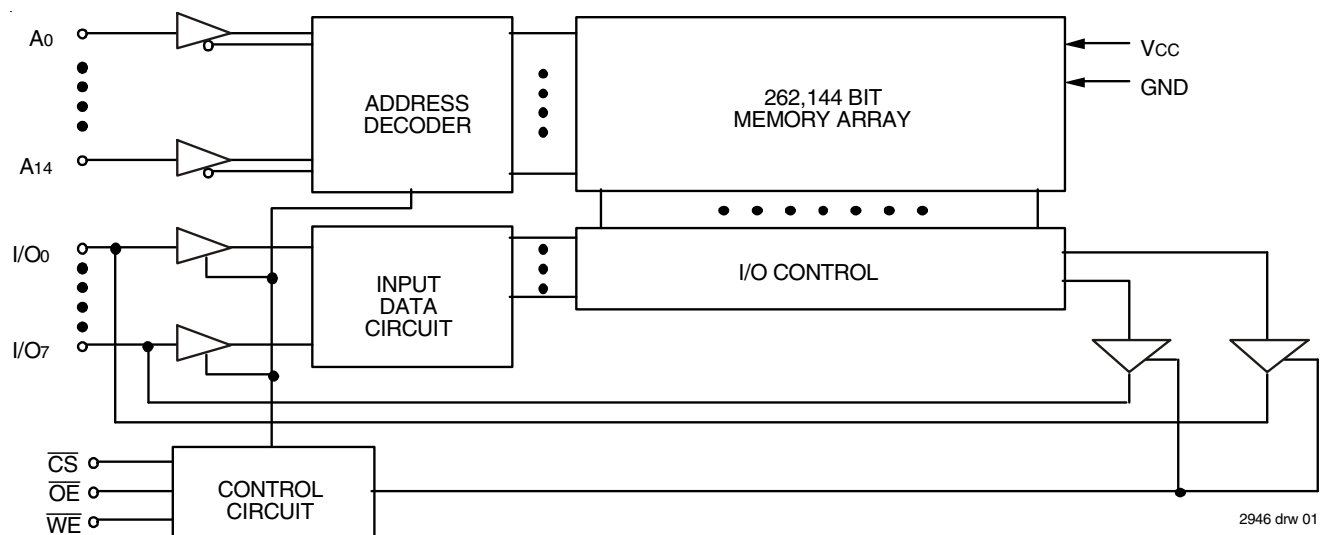 A0
ADDRESS
DECODER
262,144 BIT
MEMORY ARRAY
VCC
GND
A14
I/O0
INPUT
DATA
CIRCUIT
I/O CONTROL
I/O7
CS
OE
WE
CONTROL
CIRCUIT
2946 drw 01